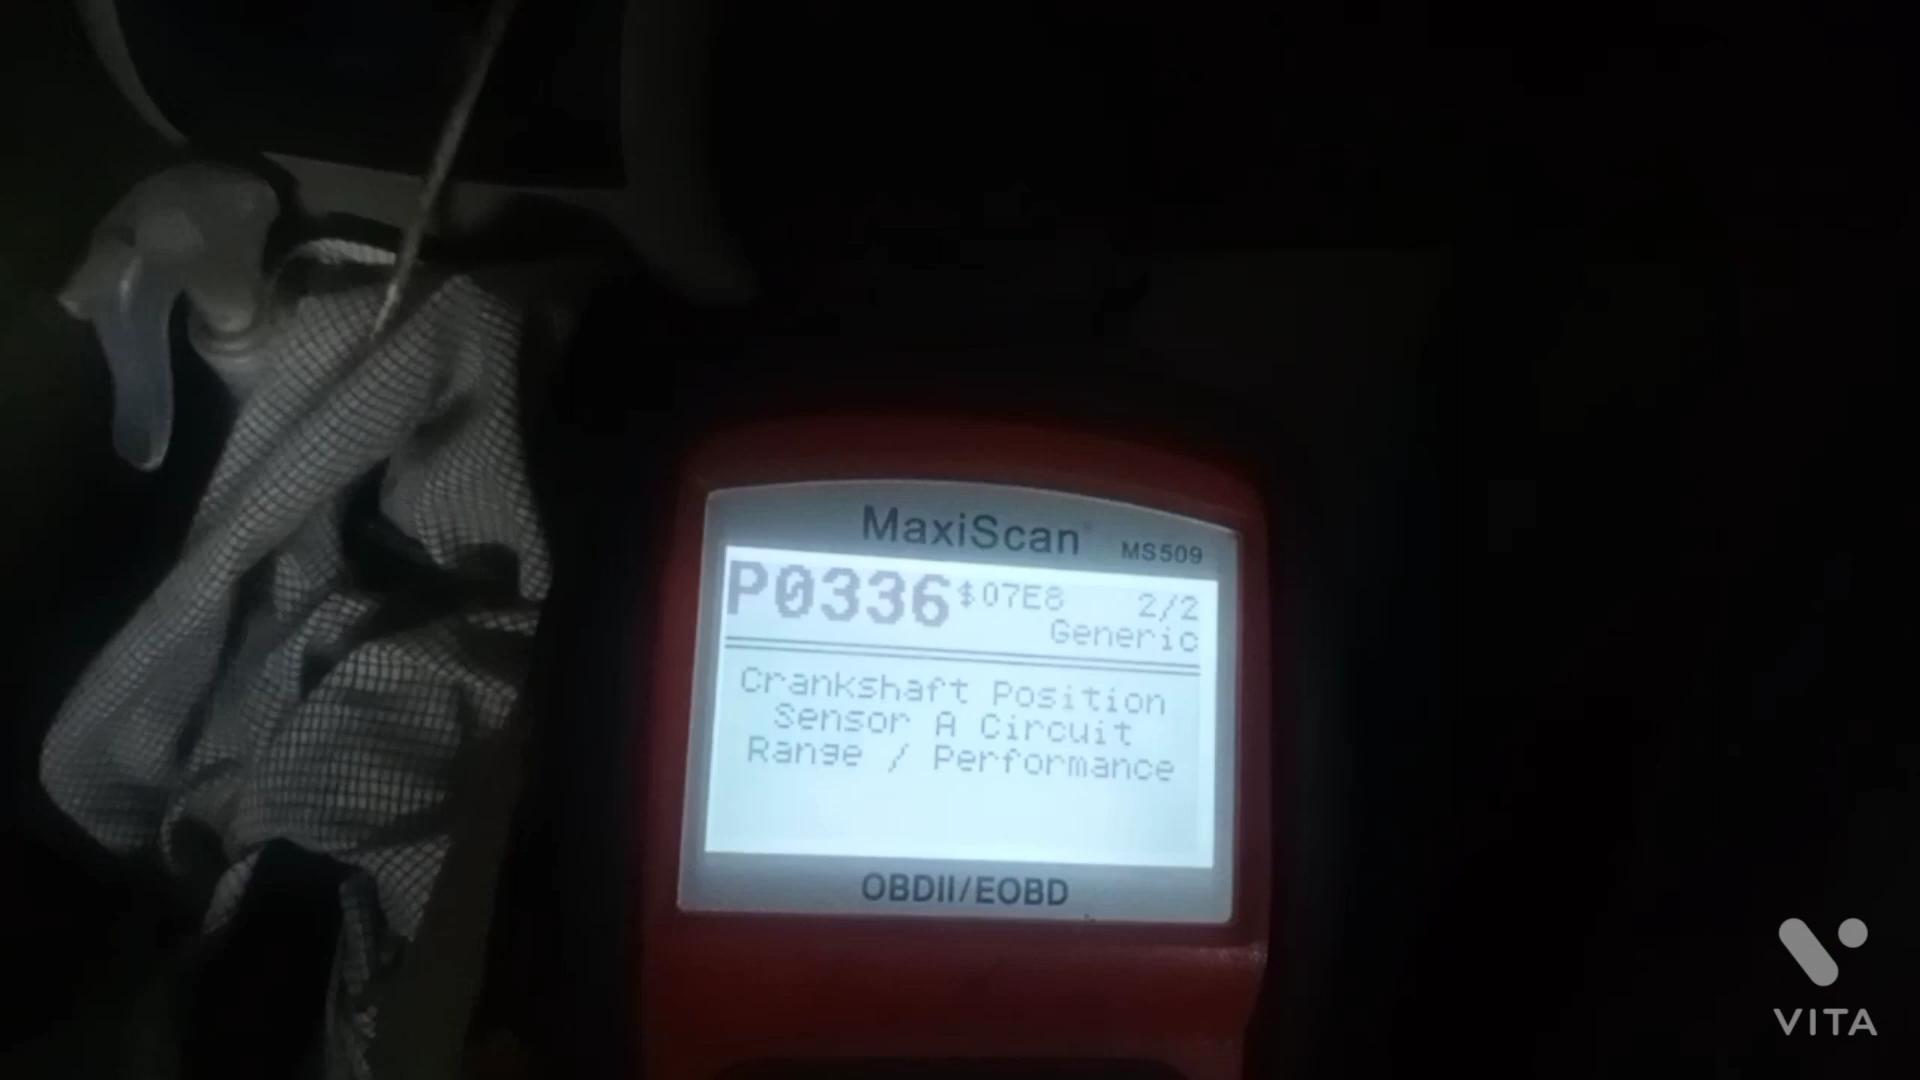 MaxiScan MS509
P0336 $07E8 2/2
Generic
Crankshaft Position
Sensor A Circuit
Range / Performance
OBDII/EOBD
VITA